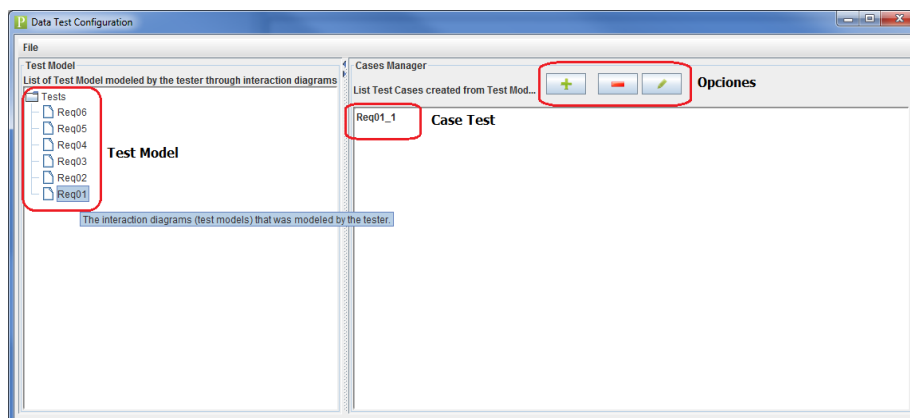 P Data Test Configuration
File
Test Model
List of Test Model modeled by the tester through interaction diagrams
Tests
Req06
Req05
Req04
Req03
Req02
Req01
Test Model
The interaction diagrams (test models) that was modeled by the tester.
Cases Manager
List Test Cases created from Test Mod...
Opciones
Req01_1
Case Test